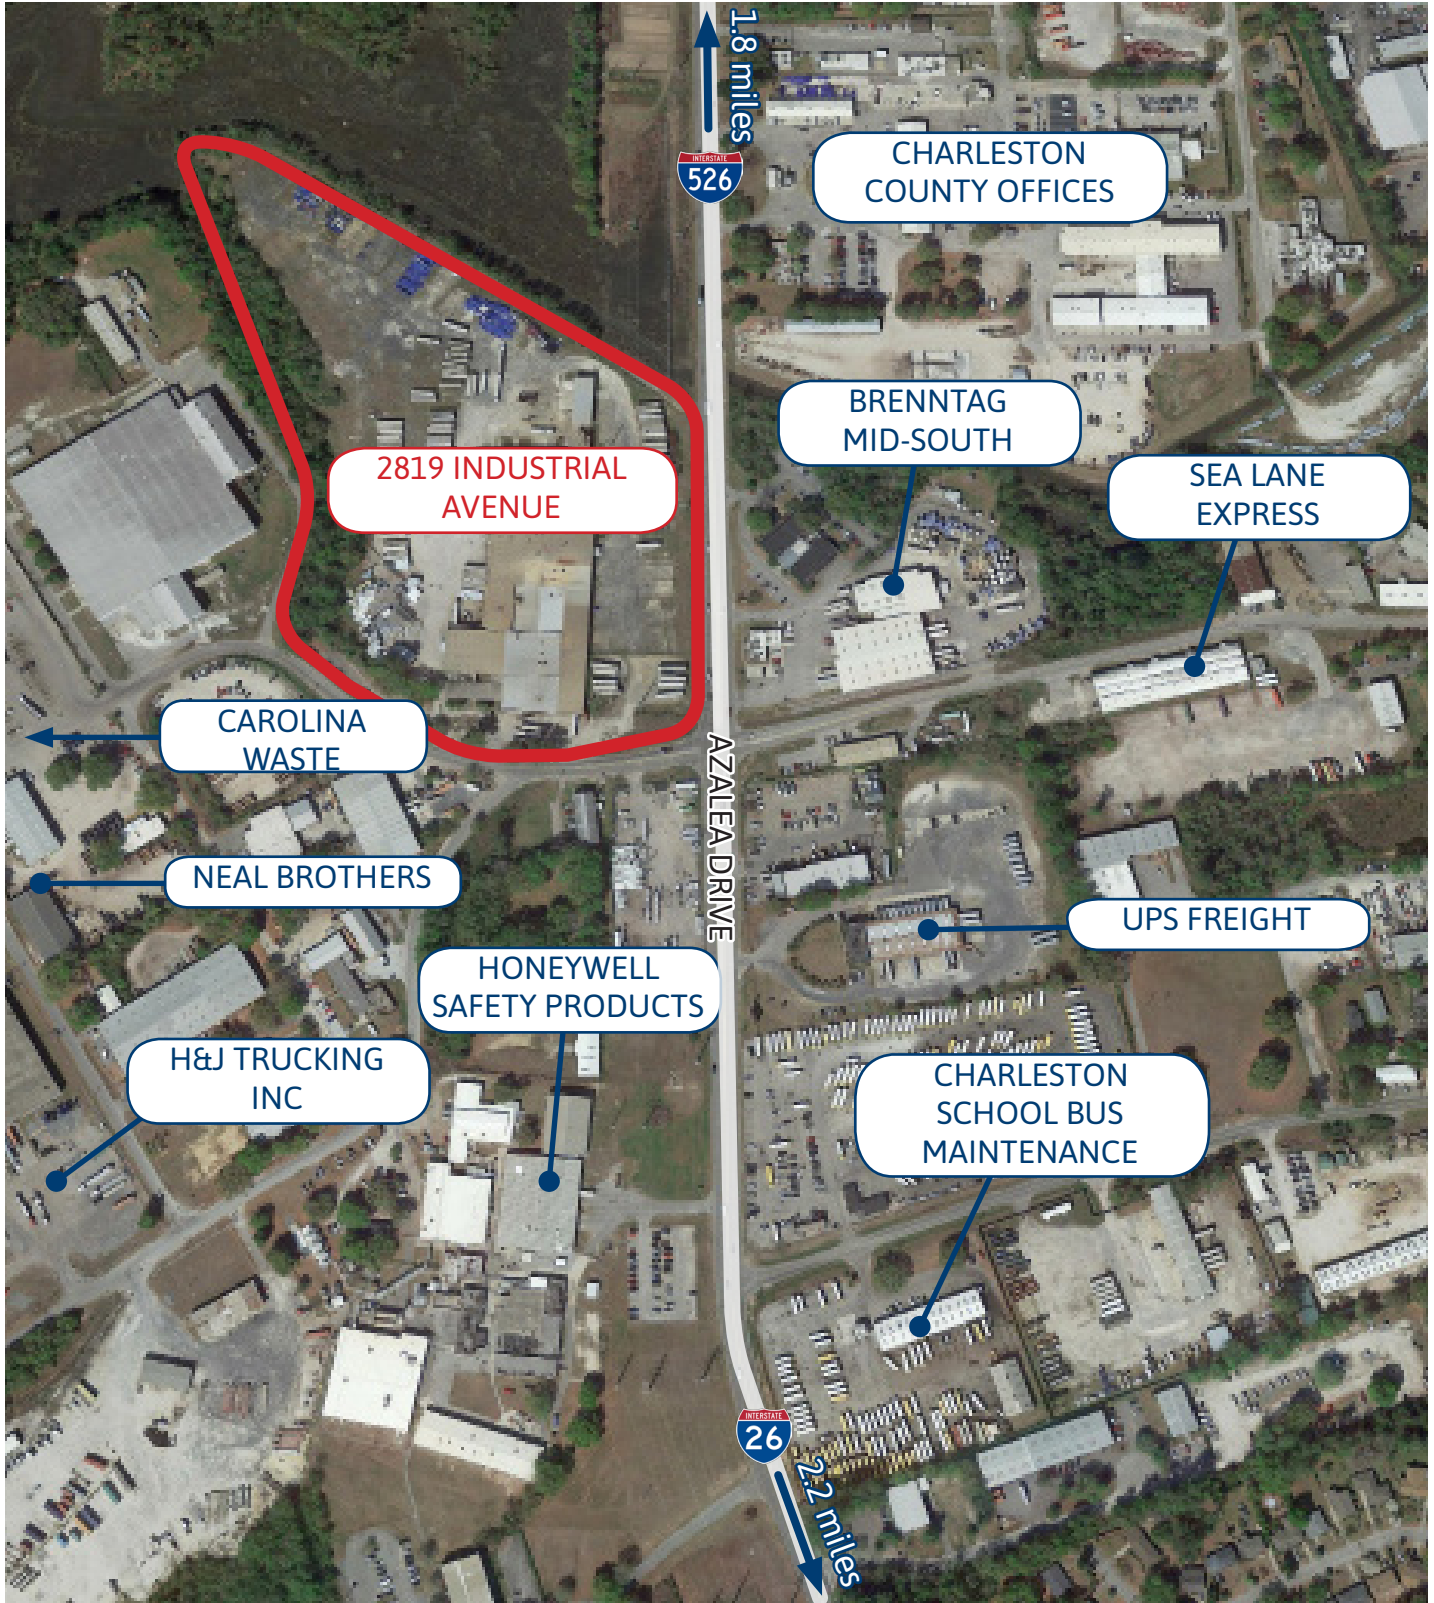 1.8 miles
INTERSTATE
526
CHARLESTON
COUNTY OFFICES
BRENNTAG
MID-SOUTH
2819 INDUSTRIAL
AVENUE
SEA LANE
EXPRESS
CAROLINA
WASTE
AZALEA DRIVE
NEAL BROTHERS
UPS FREIGHT
HONEYWELL
SAFETY PRODUCTS
H&J TRUCKING
INC
CHARLESTON
SCHOOL BUS
MAINTENANCE
INTERSTATE
26
2.2 miles